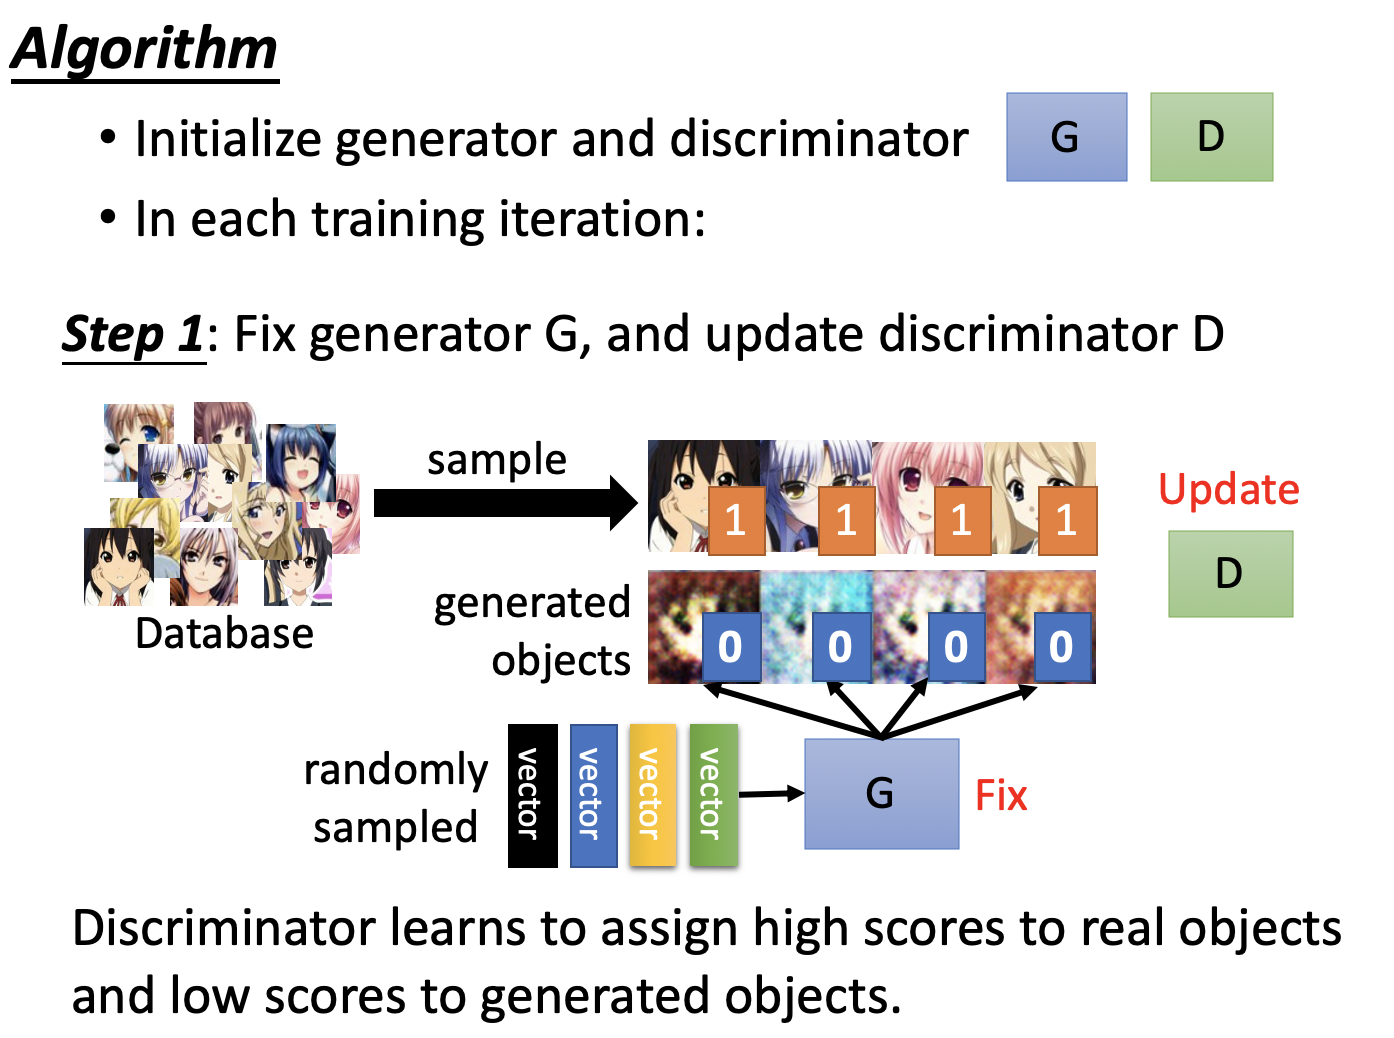 Algorithm
• Initialize generator and discriminator G D
• In each training iteration:
Step 1: Fix generator G, and update discriminator D
sample
1 1 1 1
Update
D
Database
generated
objects
0 0 0 0
randomly
sampled
vector vector vector vector
G
Fix
Discriminator learns to assign high scores to real objects
and low scores to generated objects.